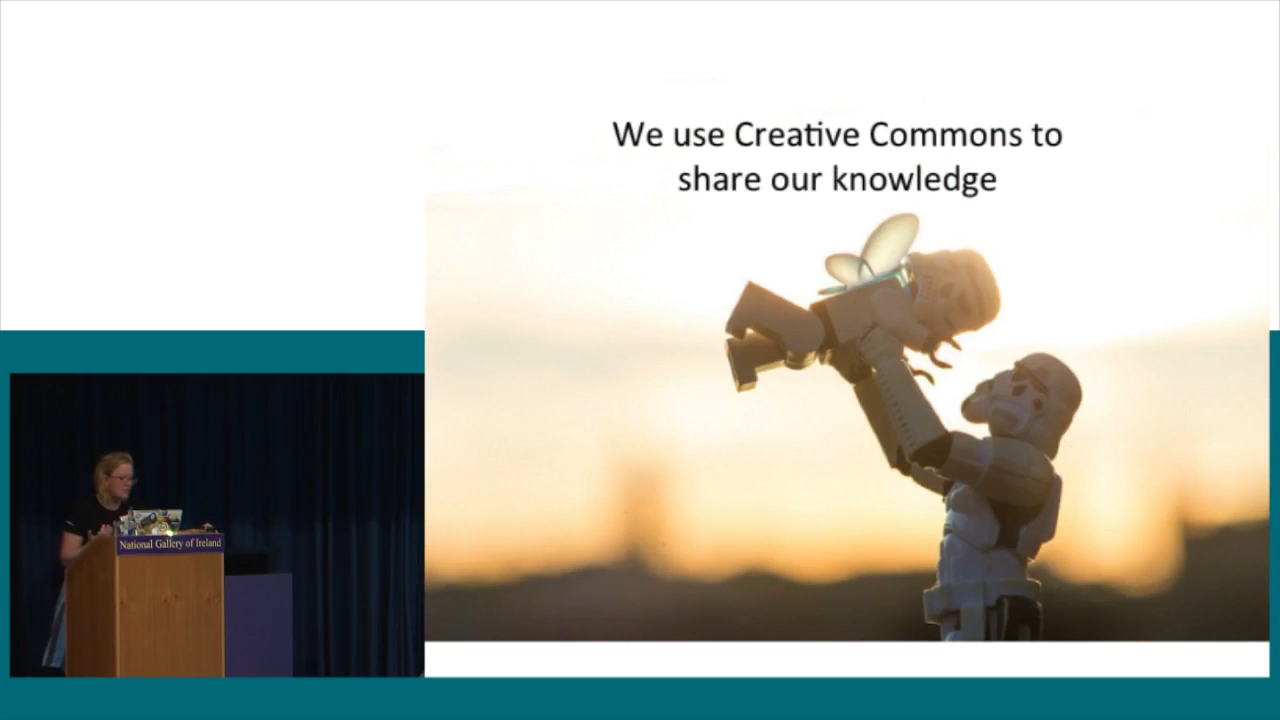 We use Creative Commons to
share our knowledge
National Gallery of Ireland